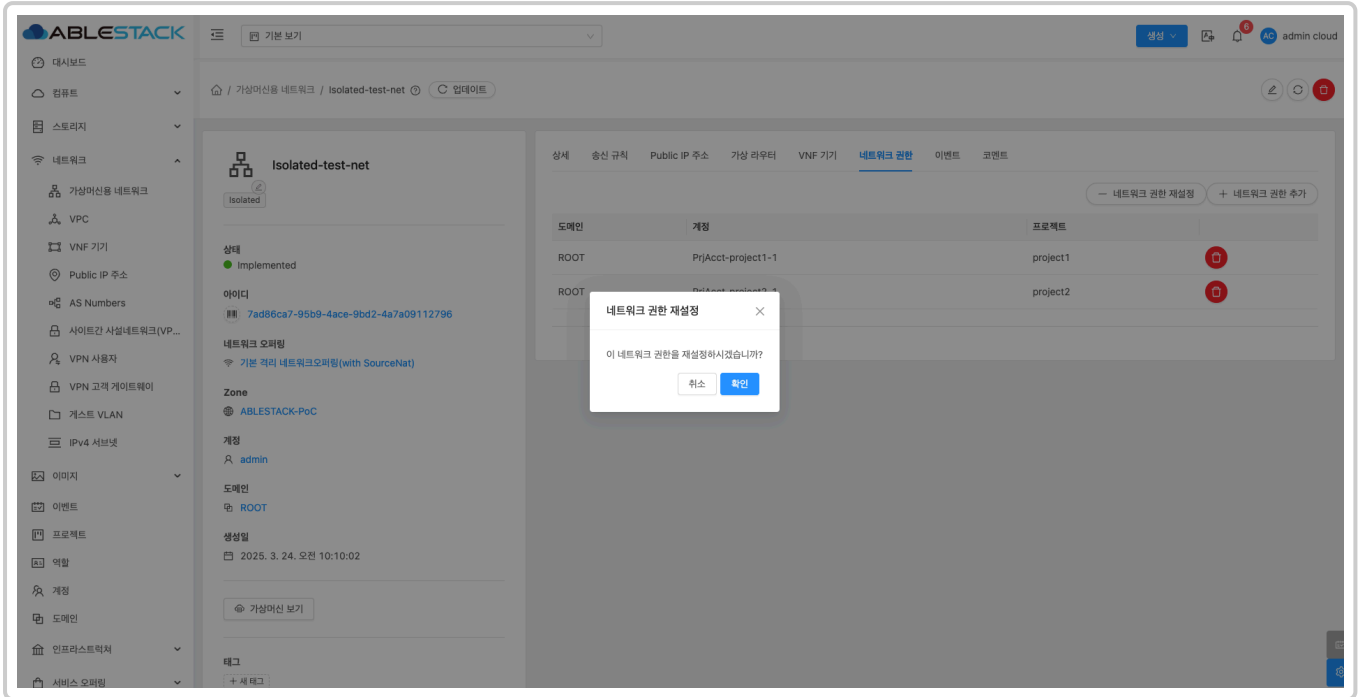 ABLESTACK
기본 보기
생성
6
AC admin cloud
대시보드
컴퓨트
스토리지
네트워크
가상머신용 네트워크
VPC
VNF 기기
Public IP 주소
AS Numbers
사이트간 사설네트워크(VP...
VPN 사용자
VPN 고객 게이트웨이
게스트 VLAN
IPv4 서브넷
이미지
이벤트
프로젝트
역할
계정
도메인
인프라스트럭쳐
서비스 오퍼링
/ 가상머신용 네트워크 / Isolated-test-net 업데이트
Isolated-test-net
Isolated
상태
Implemented
아이디
7ad86ca7-95b9-4ace-9bd2-4a7a09112796
네트워크 오퍼링
기본 격리 네트워크오퍼링(with SourceNat)
Zone
ABLESTACK-PoC
계정
admin
도메인
ROOT
생성일
2025. 3. 24. 오전 10:10:02
가상머신 보기
태그
+ 새 태그
상세 송신 규칙 Public IP 주소 가상 라우터 VNF 기기 네트워크 권한 이벤트 코멘트
네트워크 권한 재설정 + 네트워크 권한 추가
도메인 계정 프로젝트
ROOT PrjAcct-project1-1 project1
ROOT PrjAcct-project2-1 project2
네트워크 권한 재설정
이 네트워크 권한을 재설정하시겠습니까?
취소 확인